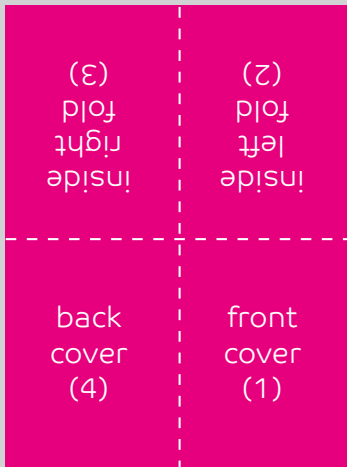 inside
right
fold
(3)
inside
left
fold
(2)
back
cover
(4)
front
cover
(1)